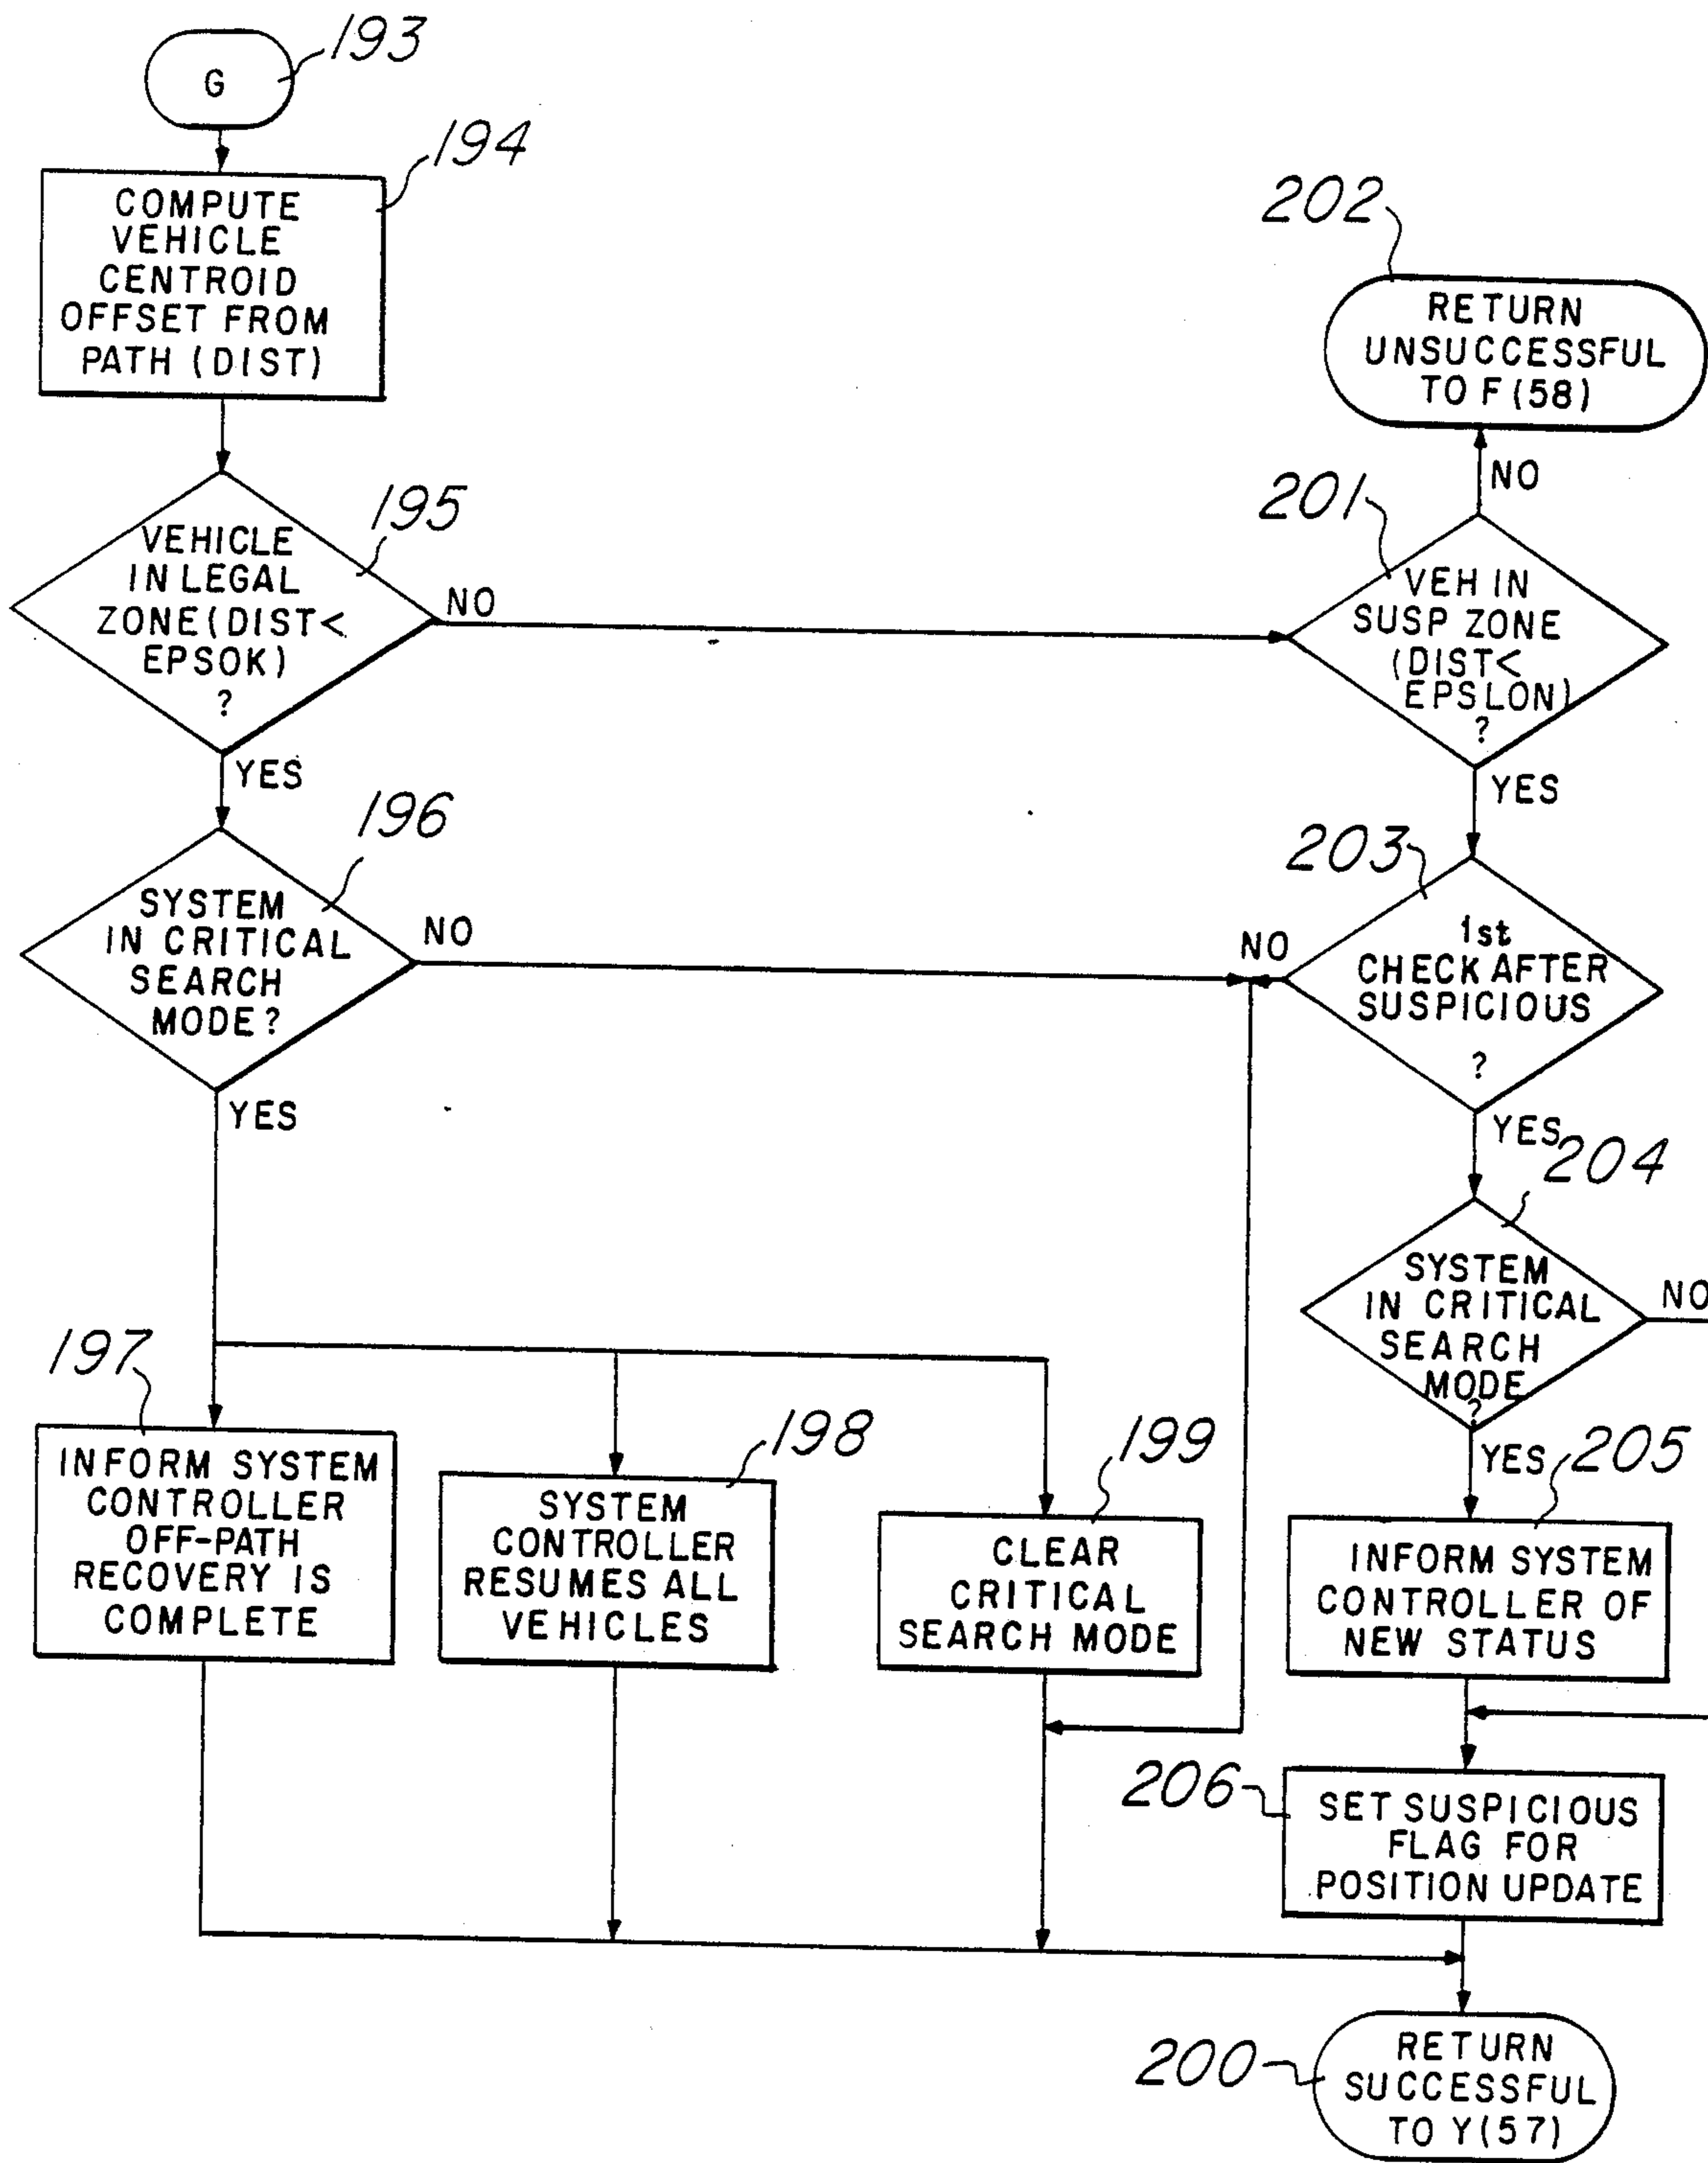 193
G
194
COMPUTE
VEHICLE
CENTROID
OFFSET FROM
PATH (DIST)
195
VEHICLE
IN LEGAL
ZONE (DIST<
EPSOK)
?
NO
YES
196
SYSTEM
IN CRITICAL
SEARCH
MODE?
NO
YES
197
INFORM SYSTEM
CONTROLLER
OFF-PATH
RECOVERY IS
COMPLETE
198
SYSTEM
CONTROLLER
RESUMES ALL
VEHICLES
199
CLEAR
CRITICAL
SEARCH MODE
202
RETURN
UNSUCCESSFUL
TO F (58)
NO
201
VEH IN
SUSP ZONE
(DIST<
EPSLON)
?
YES
203
NO
1st
CHECK AFTER
SUSPICIOUS
?
YES
204
SYSTEM
IN CRITICAL
SEARCH
MODE
?
NO
YES
205
INFORM SYSTEM
CONTROLLER OF
NEW STATUS
206
SET SUSPICIOUS
FLAG FOR
POSITION UPDATE
200
RETURN
SUCCESSFUL
TO Y (57)